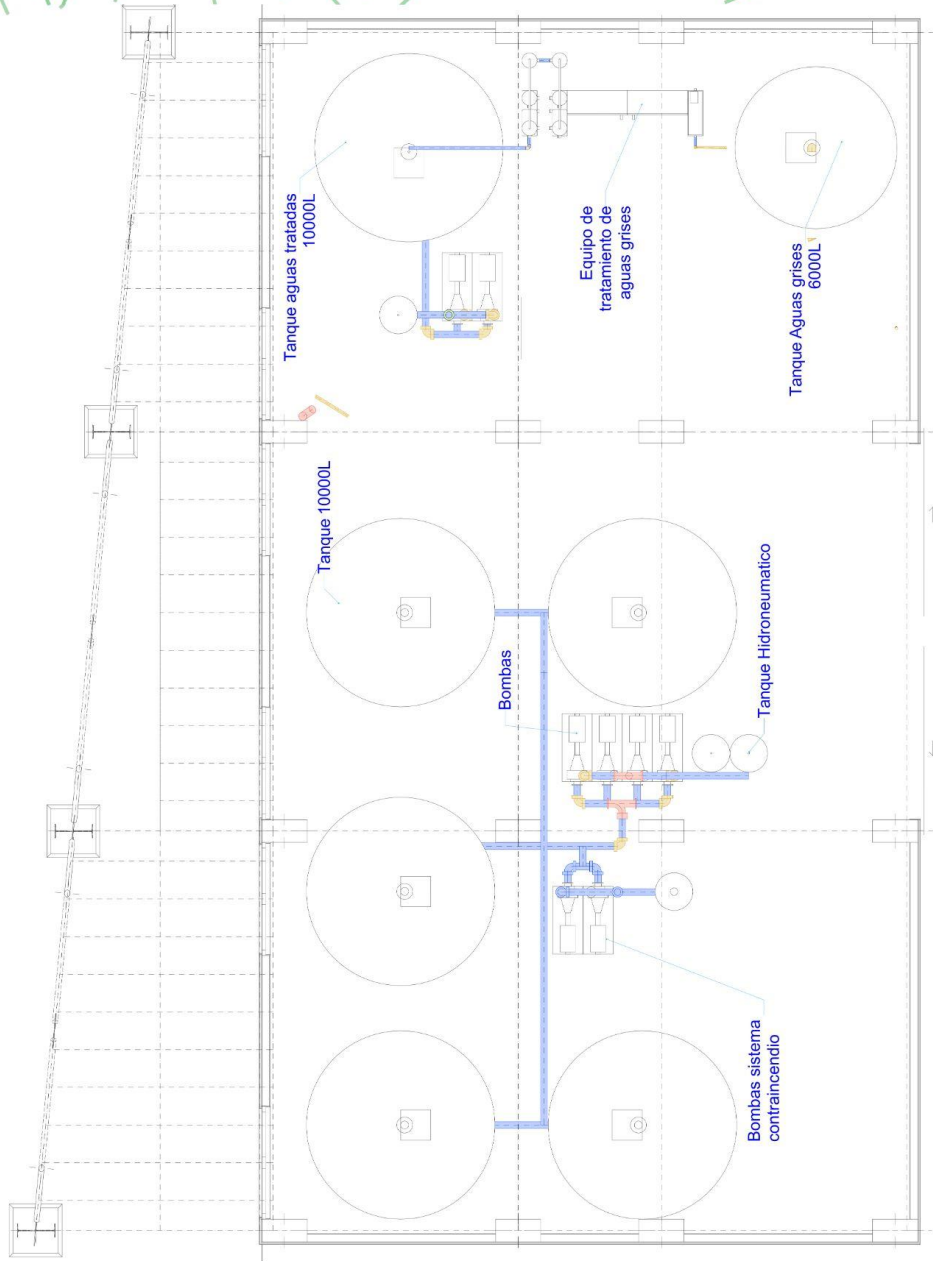 Tanque aguas tratadas
10000L
Equipo de
tratamiento de
aguas grises
Tanque Aguas grises
6000L
Tanque 10000L
Bombas
Tanque Hidroneumatico
Bombas sistema
contraincendio